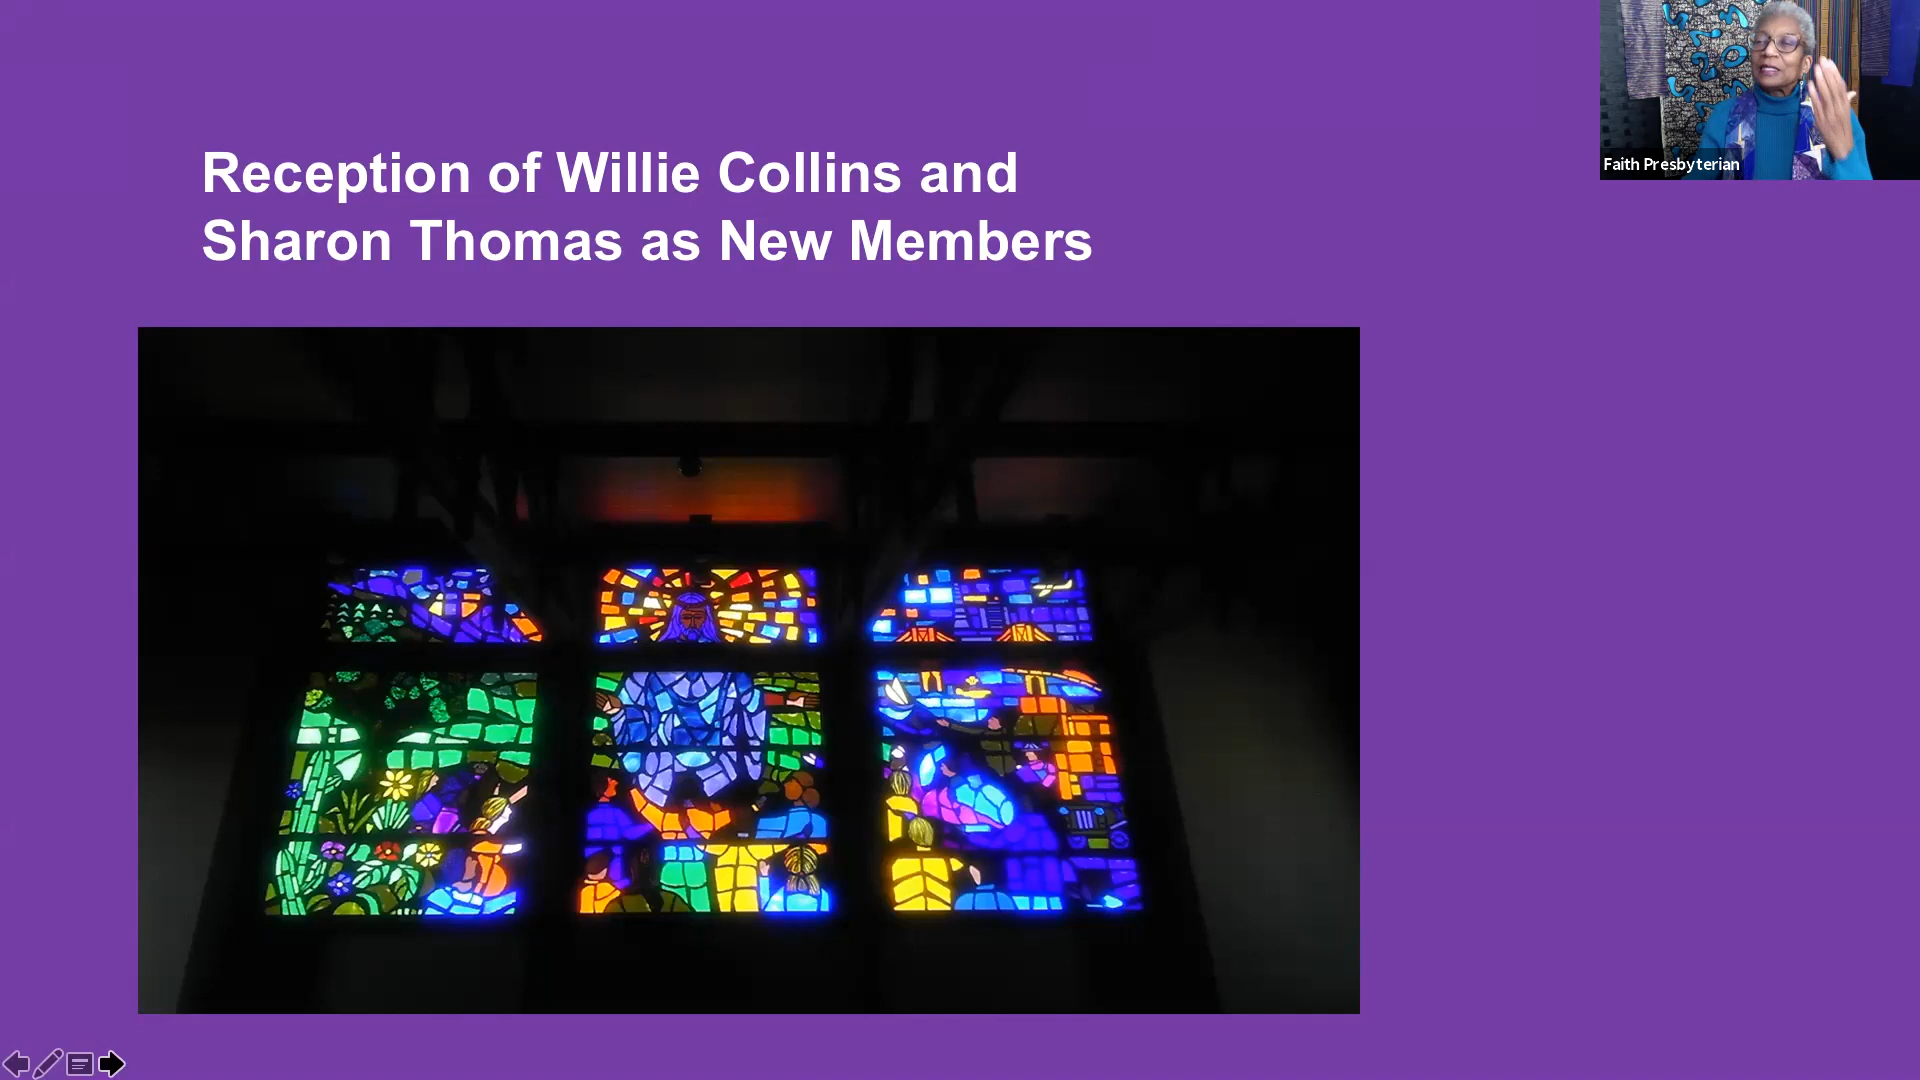 Reception of Willie Collins and
Sharon Thomas as New Members
Faith Presbyterian